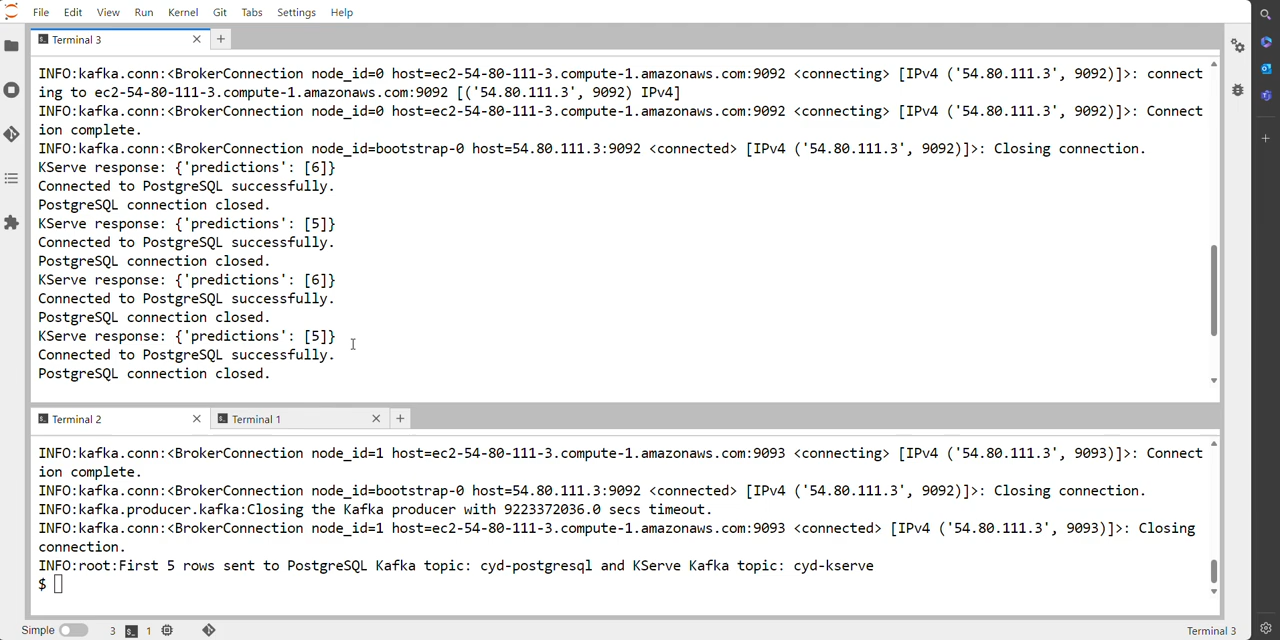 File Edit View Run Kernel Git Tabs Settings Help
Terminal 3
INFO:kafka.conn:<BrokerConnection node_id=0 host=ec2-54-80-111-3.compute-1.amazonaws.com:9092 <connecting> [IPv4 ('54.80.111.3', 9092)]>: connect
ing to ec2-54-80-111-3.compute-1.amazonaws.com:9092 [('54.80.111.3', 9092) IPv4]
INFO:kafka.conn:<BrokerConnection node_id=0 host=ec2-54-80-111-3.compute-1.amazonaws.com:9092 <connecting> [IPv4 ('54.80.111.3', 9092)]>: Connect
ion complete.
INFO:kafka.conn:<BrokerConnection node_id=bootstrap-0 host=54.80.111.3:9092 <connected> [IPv4 ('54.80.111.3', 9092)]>: Closing connection.
KServe response: {'predictions': [6]}
Connected to PostgreSQL successfully.
PostgreSQL connection closed.
KServe response: {'predictions': [5]}
Connected to PostgreSQL successfully.
PostgreSQL connection closed.
KServe response: {'predictions': [6]}
Connected to PostgreSQL successfully.
PostgreSQL connection closed.
KServe response: {'predictions': [5]}
Connected to PostgreSQL successfully.
PostgreSQL connection closed.
Terminal 2 Terminal 1
INFO:kafka.conn:<BrokerConnection node_id=1 host=ec2-54-80-111-3.compute-1.amazonaws.com:9093 <connecting> [IPv4 ('54.80.111.3', 9093)]>: Connect
ion complete.
INFO:kafka.conn:<BrokerConnection node_id=bootstrap-0 host=54.80.111.3:9092 <connected> [IPv4 ('54.80.111.3', 9092)]>: Closing connection.
INFO:kafka.producer.kafka:Closing the Kafka producer with 9223372036.0 secs timeout.
INFO:kafka.conn:<BrokerConnection node_id=1 host=ec2-54-80-111-3.compute-1.amazonaws.com:9093 <connected> [IPv4 ('54.80.111.3', 9093)]>: Closing
connection.
INFO:root:First 5 rows sent to PostgreSQL Kafka topic: cyd-postgresql and KServe Kafka topic: cyd-kserve
$
Simple 3 1 Terminal 3